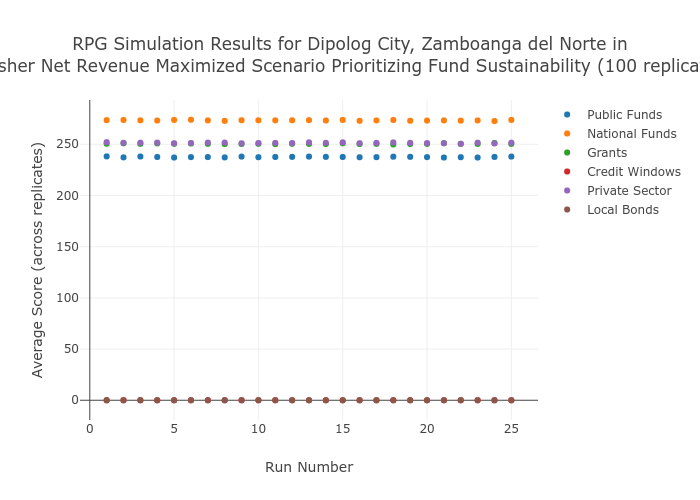 RPG Simulation Results for Dipolog City, Zamboanga del Norte in
Net Revenue Maximized Scenario Prioritizing Fund Sustainability (100
Average Score (across replicates)
250
200
150
100
50
0
0
5
10
15
20
25
Run Number
Public Funds
National Funds
Grants
Credit Windows
Private Sector
Local Bonds